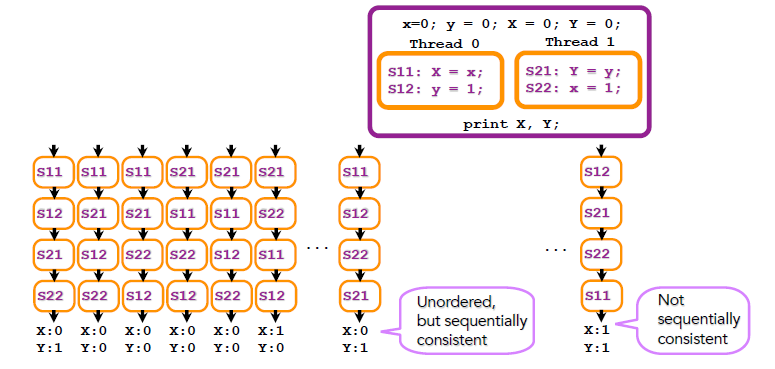 x=0; y = 0; X = 0; Y = 0;
Thread 0 Thread 1
S11: X = x; S21: Y = y;
S12: y = 1; S22: x = 1;
print X, Y;
S11 S11 S11 S21 S21 S21 S11 S12
S12 S21 S21 S11 S11 S22 S12 S21
S21 S12 S22 S22 S12 S11 ... S22 ... S22
S22 S22 S12 S12 S22 S12 S21 S11
X:0 X:0 X:0 X:0 X:0 X:1 X:0 X:1
Y:1 Y:0 Y:0 Y:0 Y:0 Y:0 Y:1 Y:1
Unordered,
but sequentially
consistent
Not
sequentially
consistent